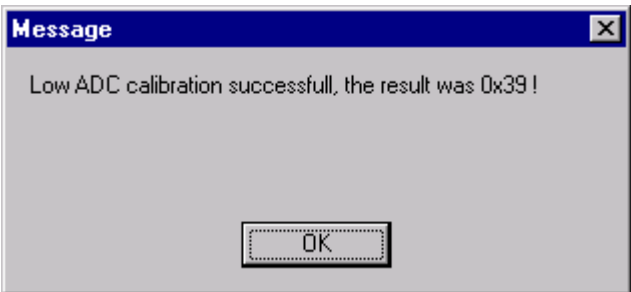 Message
Low ADC calibration successfull, the result was 0x39 !
OK